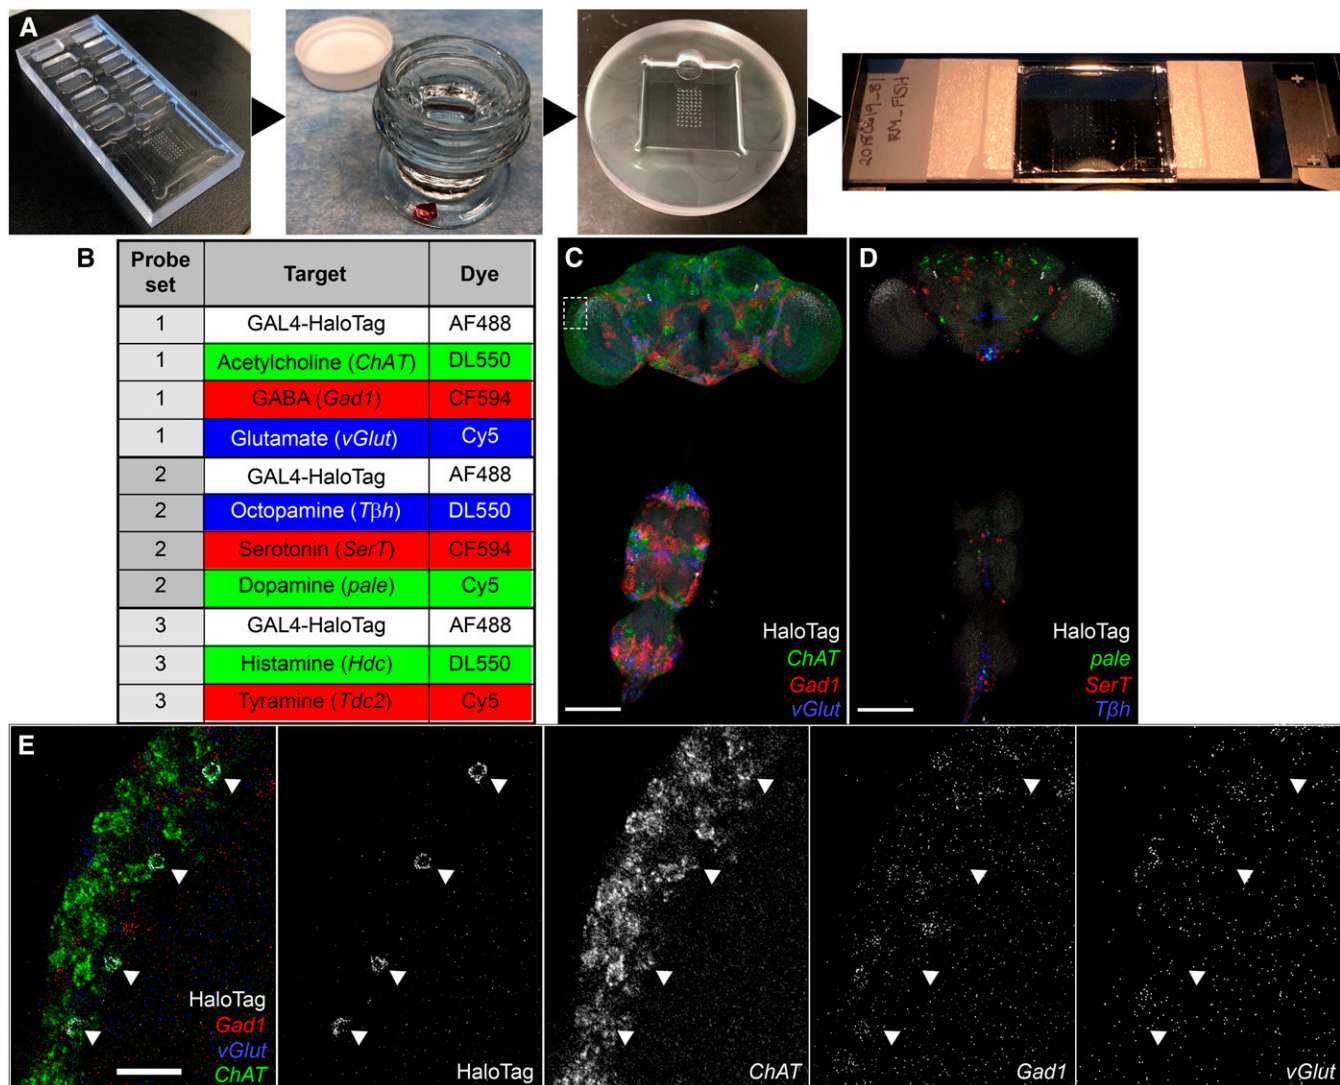 A
20180619_81
RM_FISH
B
Probe set Target Dye
1 GAL4-HaloTag AF488
1 Acetylcholine (ChAT) DL550
1 GABA (Gad1) CF594
1 Glutamate (vGlut) Cy5
2 GAL4-HaloTag AF488
2 Octopamine (Tβh) DL550
2 Serotonin (SerT) CF594
2 Dopamine (pale) Cy5
3 GAL4-HaloTag AF488
3 Histamine (Hdc) DL550
3 Tyramine (Tdc2) Cy5
C
HaloTag
ChAT
Gad1
vGlut
D
HaloTag
pale
SerT
Tβh
E
HaloTag
Gad1
vGlut
ChAT
HaloTag
ChAT
Gad1
vGlut